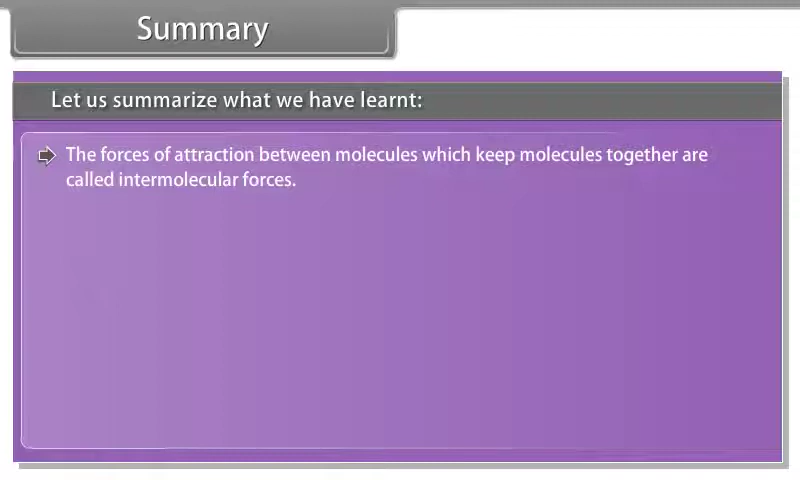 Summary
Let us summarize what we have learnt:
The forces of attraction between molecules which keep molecules together are
called intermolecular forces.